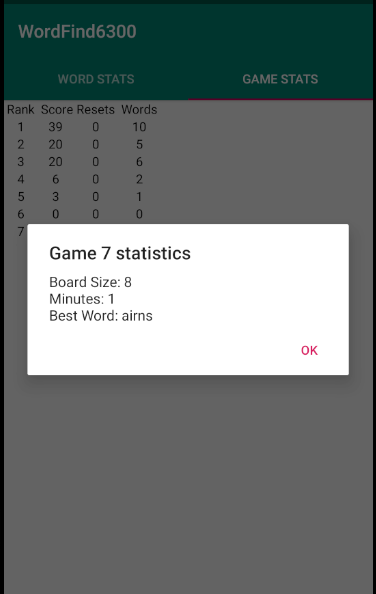 WordFind6300
WORD STATS GAME STATS
Rank Score Resets Words
1 39 0 10
2 20 0 5
3 20 0 6
4 6 0 2
5 3 0 1
6 0 0 0
7
Game 7 statistics
Board Size: 8
Minutes: 1
Best Word: airns
OK